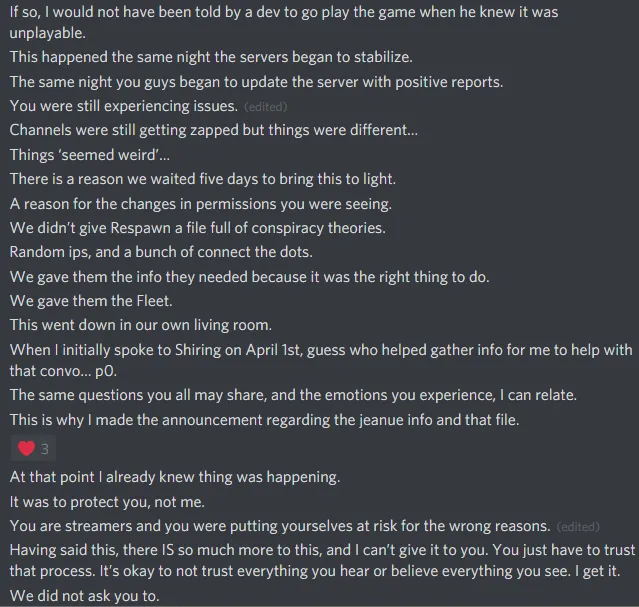 If so, I would not have been told by a dev to go play the game when he knew it was
unplayable.
This happened the same night the servers began to stabilize.
The same night you guys began to update the server with positive reports.
You were still experiencing issues. (edited)
Channels were still getting zapped but things were different...
Things ‘seemed weird’...
There is a reason we waited five days to bring this to light.
A reason for the changes in permissions you were seeing.
We didn’t give Respawn a file full of conspiracy theories.
Random ips, and a bunch of connect the dots.
We gave them the info they needed because it was the right thing to do.
We gave them the Fleet.
This went down in our own living room.
When I initially spoke to Shiring on April 1st, guess who helped gather info for me to help with
that convo... p0.
The same questions you all may share, and the emotions you experience, I can relate.
This is why I made the announcement regarding the jeanue info and that file.
❤️ 3
At that point I already knew thing was happening.
It was to protect you, not me.
You are streamers and you were putting yourselves at risk for the wrong reasons. (edited)
Having said this, there IS so much more to this, and I can’t give it to you. You just have to trust
that process. It’s okay to not trust everything you hear or believe everything you see. I get it.
We did not ask you to.